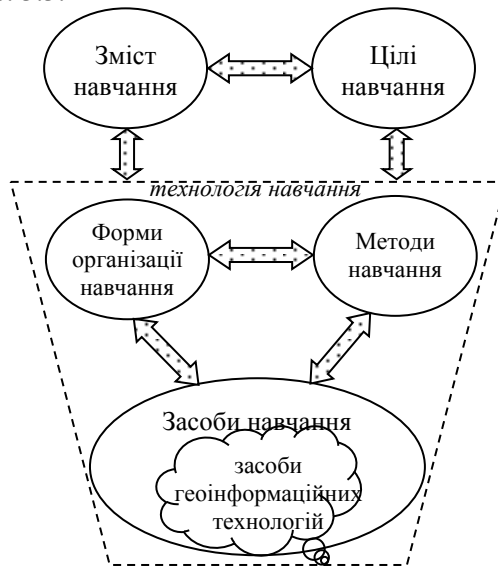 Зміст
навчання
Цілі
навчання
технологія навчання
Форми
організації
навчання
Методи
навчання
Засоби навчання
засоби
геоінформаційних
технологій